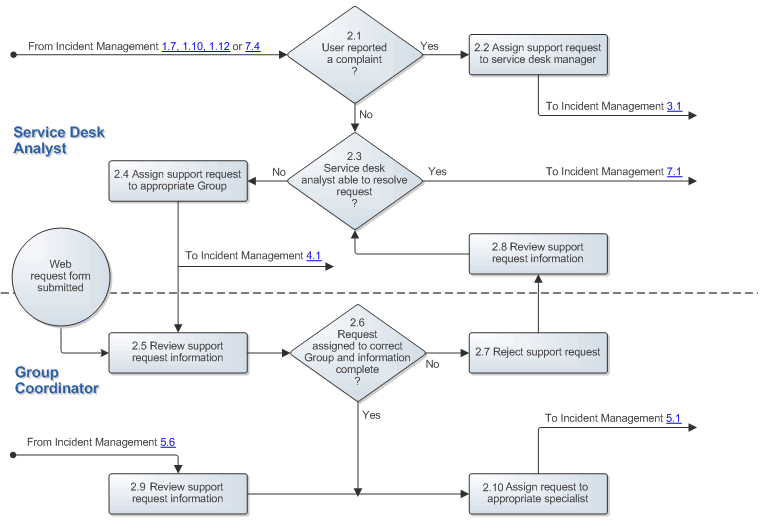 2.1
User reported
a complaint
?
From Incident Management 1.7, 1.10, 1.12 or 7.4
Yes
2.2 Assign support request
to service desk manager
To Incident Management 3.1
No
Service Desk
Analyst
2.3
Service desk
analyst able to resolve
request
?
No
Yes
To Incident Management 7.1
2.4 Assign support request
to appropriate Group
To Incident Management 4.1
2.8 Review support
request information
Web
request form
submitted
2.5 Review support
request information
2.6
Request
assigned to correct
Group and information
complete
?
No
2.7 Reject support request
Group
Coordinator
Yes
To Incident Management 5.1
From Incident Management 5.6
2.9 Review support
request information
2.10 Assign request to
appropriate specialist